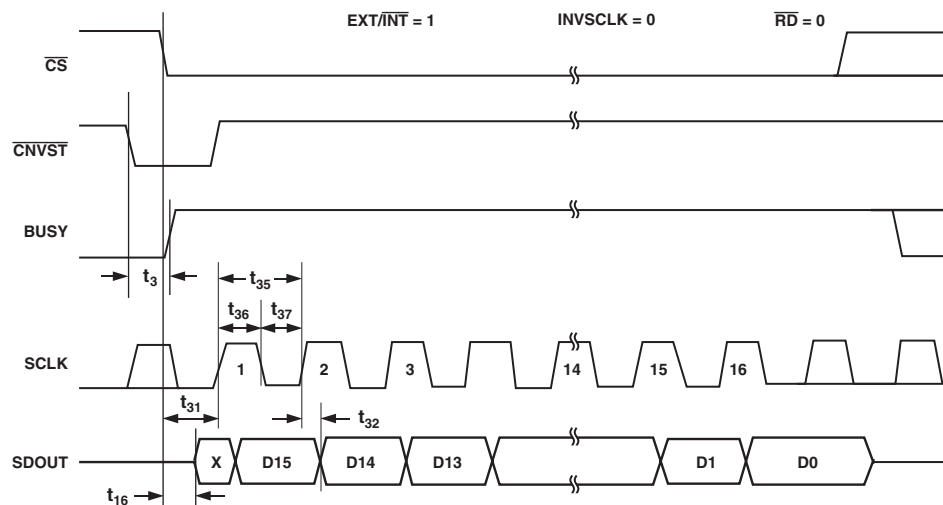 EXT/INT = 1 INVSCLK = 0 RD = 0
CS
CNVST
BUSY
t3
t35
t36 t37
SCLK 1 2 3 14 15 16
t31
t32
SDOUT X D15 D14 D13 D1 D0
t16